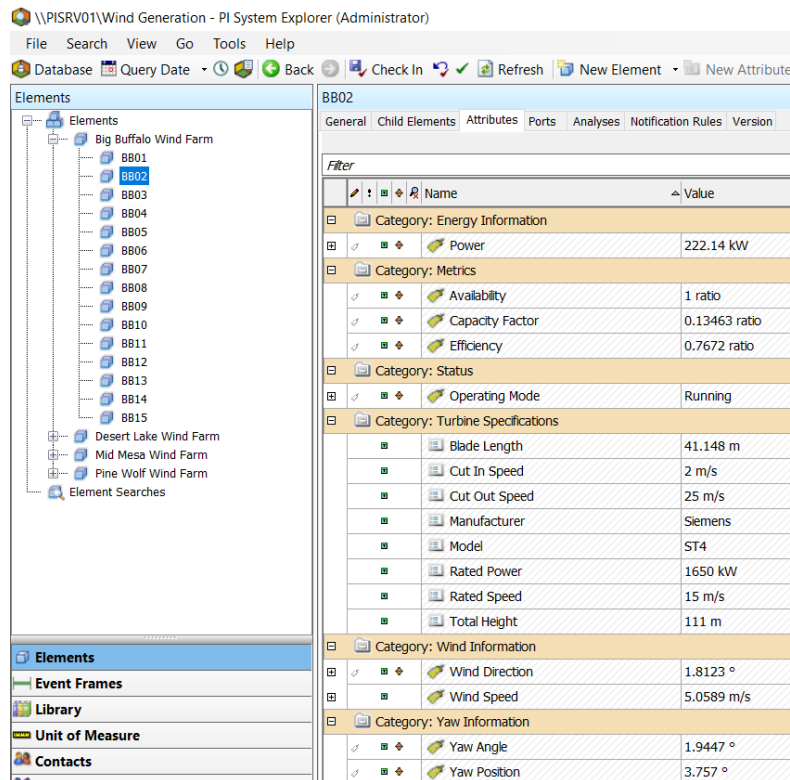 \\PISRV01\Wind Generation - PI System Explorer (Administrator)
File Search View Go Tools Help
Database Query Date Back Check In Refresh New Element New Attribute
Elements
Elements
Big Buffalo Wind Farm
BB01
BB02
BB03
BB04
BB05
BB06
BB07
BB08
BB09
BB10
BB11
BB12
BB13
BB14
BB15
Desert Lake Wind Farm
Mid Mesa Wind Farm
Pine Wolf Wind Farm
Element Searches
Elements
Event Frames
Library
Unit of Measure
Contacts
BB02
General Child Elements Attributes Ports Analyses Notification Rules Version
Filter
Name Value
Category: Energy Information
Power 222.14 kW
Category: Metrics
Availability 1 ratio
Capacity Factor 0.13463 ratio
Efficiency 0.7672 ratio
Category: Status
Operating Mode Running
Category: Turbine Specifications
Blade Length 41.148 m
Cut In Speed 2 m/s
Cut Out Speed 25 m/s
Manufacturer Siemens
Model ST4
Rated Power 1650 kW
Rated Speed 15 m/s
Total Height 111 m
Category: Wind Information
Wind Direction 1.8123 °
Wind Speed 5.0589 m/s
Category: Yaw Information
Yaw Angle 1.9447 °
Yaw Position 3.757 °